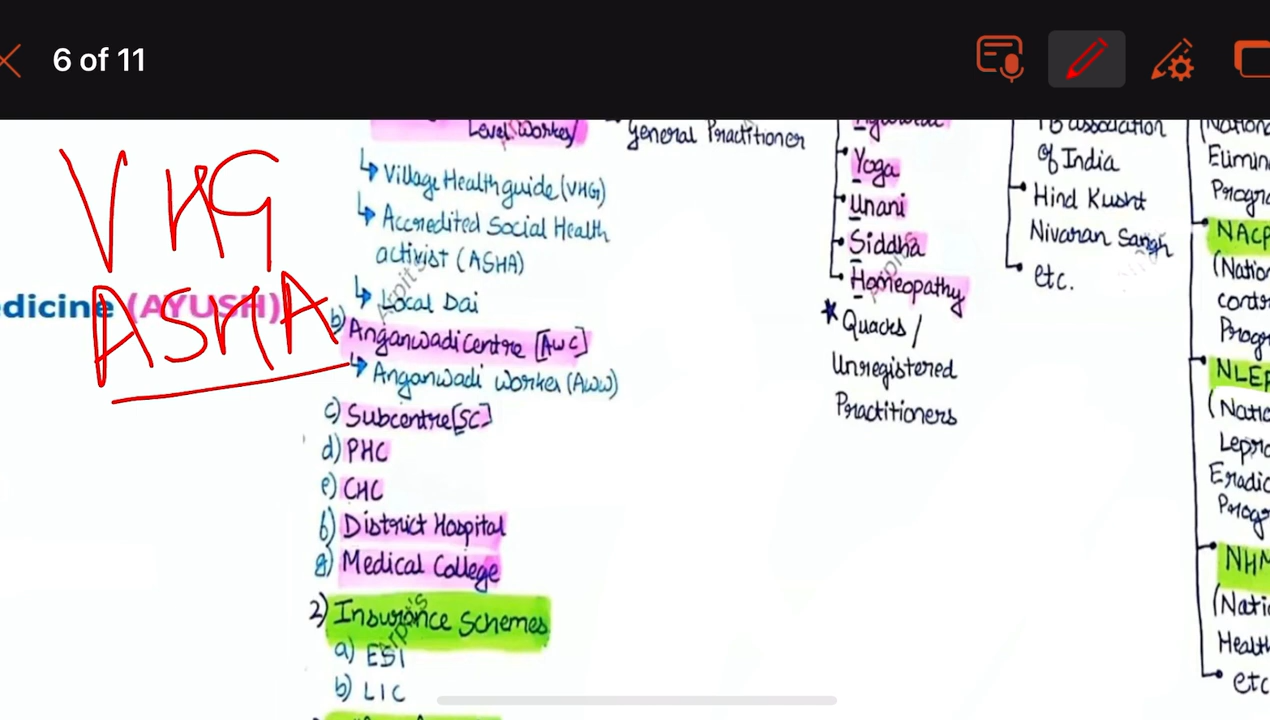 6 of 11
VHG
ASHA
edicine (AYUSH)
Level Worker
Village Health guide (VHG)
Accredited Social Health
activist (ASHA)
Local Dai
b) Anganwadi Centre [AWC]
Anganwadi Worker (AWW)
c) Subcentre [SC]
d) PHC
e) CHC
f) District Hospital
g) Medical College
2) Insurance Schemes
a) ESI
b) LIC
General Practitioner
Yoga
Unani
Siddha
Homeopathy
Quacks /
Unregistered
Practitioners
TB association
of India
Hind Kusht
Nivaran Sangh
etc.
(Nation
Elimin
Progra
NACP
(Nation
contr
Progr
NLEP
(Natio
Lepro
Eradic
Progr
NHM
(Natio
Health
etc